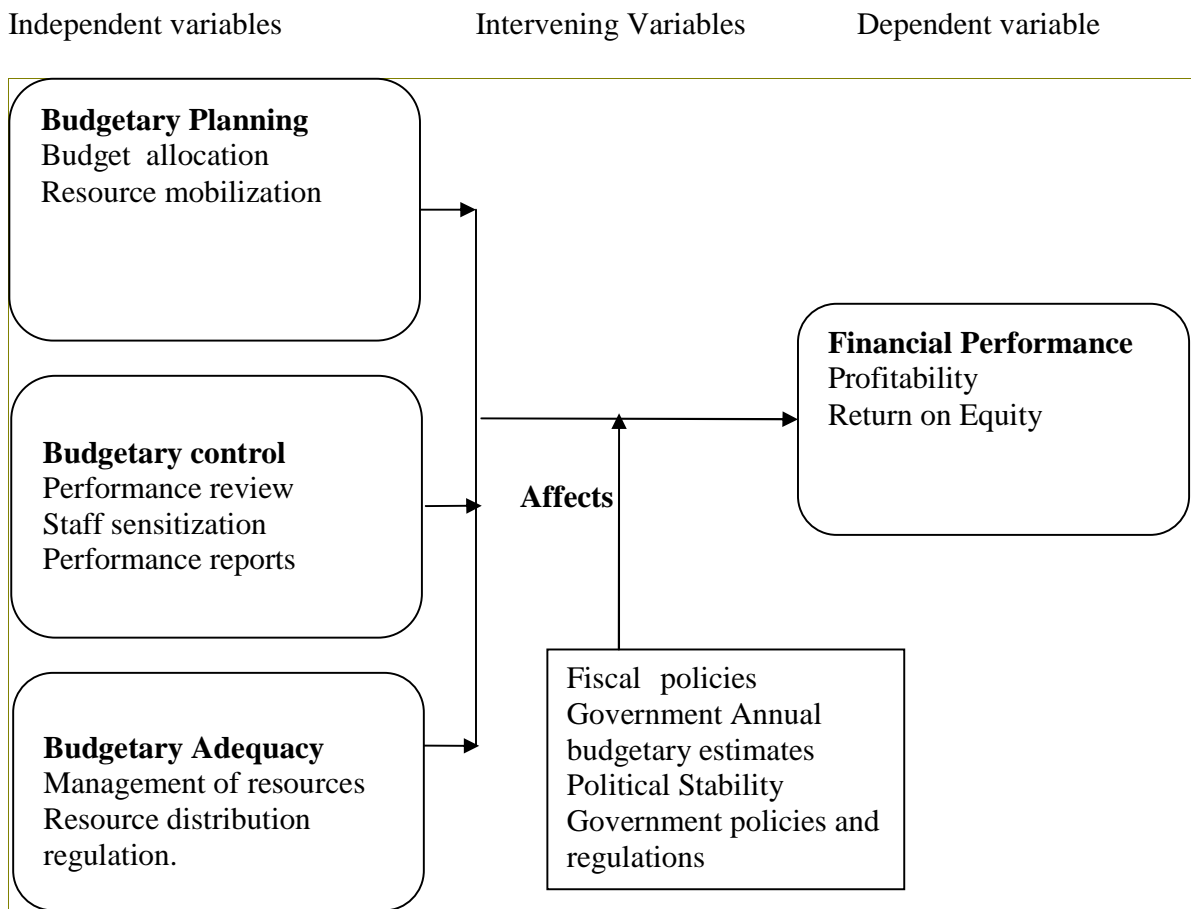 Independent variables Intervening Variables Dependent variable
Budgetary Planning
Budget allocation
Resource mobilization
Budgetary control
Performance review
Staff sensitization
Performance reports
Budgetary Adequacy
Management of resources
Resource distribution
regulation.
Affects
Fiscal policies
Government Annual
budgetary estimates
Political Stability
Government policies and
regulations
Financial Performance
Profitability
Return on Equity